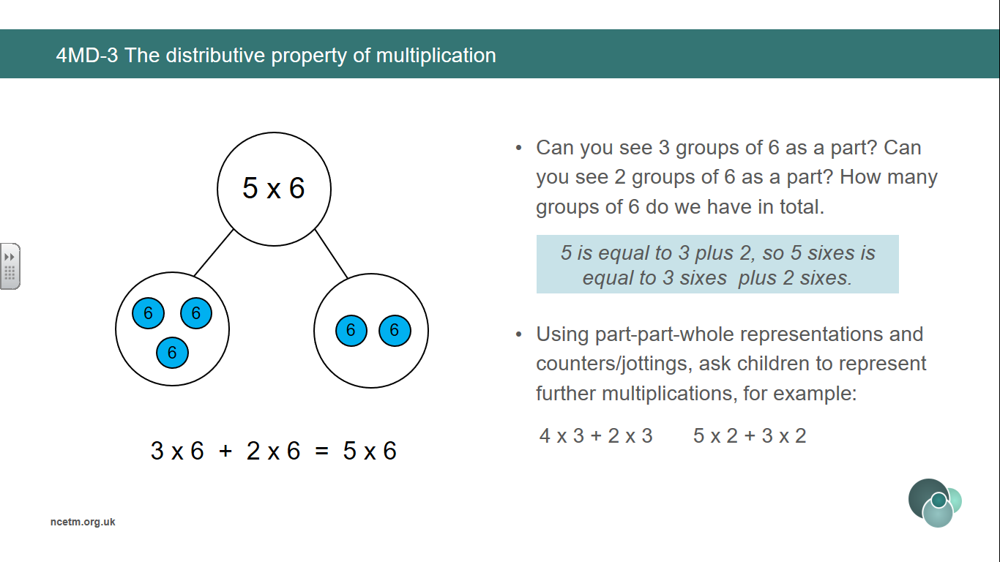 4MD-3 The distributive property of multiplication
5 x 6
6 6
6
6 6
3 x 6 + 2 x 6 = 5 x 6
• Can you see 3 groups of 6 as a part? Can
you see 2 groups of 6 as a part? How many
groups of 6 do we have in total.
5 is equal to 3 plus 2, so 5 sixes is
equal to 3 sixes plus 2 sixes.
• Using part-part-whole representations and
counters/jottings, ask children to represent
further multiplications, for example:
4 x 3 + 2 x 3 5 x 2 + 3 x 2
ncetm.org.uk